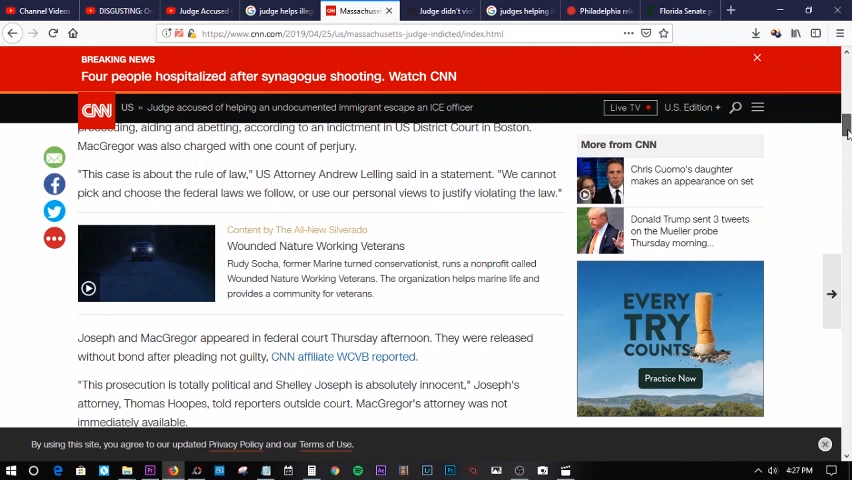 Channel Videos
DISGUSTING: O
Judge Accused
judge helps illeg
Massachuset
Judge didn't viol
judges helping i
Philadelphia rele
Florida Senate p
https://www.cnn.com/2019/04/25/us/massachusetts-judge-indicted/index.html
BREAKING NEWS
Four people hospitalized after synagogue shooting. Watch CNN
CNN
US » Judge accused of helping an undocumented immigrant escape an ICE officer
Live TV
U.S. Edition +
proceeding, aiding and abetting, according to an indictment in US District Court in Boston.
MacGregor was also charged with one count of perjury.
"This case is about the rule of law," US Attorney Andrew Lelling said in a statement. "We cannot
pick and choose the federal laws we follow, or use our personal views to justify violating the law."
Content by The All-New Silverado
Wounded Nature Working Veterans
Rudy Socha, former Marine turned conservationist, runs a nonprofit called
Wounded Nature Working Veterans. The organization helps marine life and
provides a community for veterans.
Joseph and MacGregor appeared in federal court Thursday afternoon. They were released
without bond after pleading not guilty, CNN affiliate WCVB reported.
"This prosecution is totally political and Shelley Joseph is absolutely innocent," Joseph's
attorney, Thomas Hoopes, told reporters outside court. MacGregor's attorney was not
immediately available.
More from CNN
Chris Cuomo's daughter
makes an appearance on set
Donald Trump sent 3 tweets
on the Mueller probe
Thursday morning...
EVERY
TRY
COUNTS
Practice Now
By using this site, you agree to our updated Privacy Policy and our Terms of Use.
4:27 PM